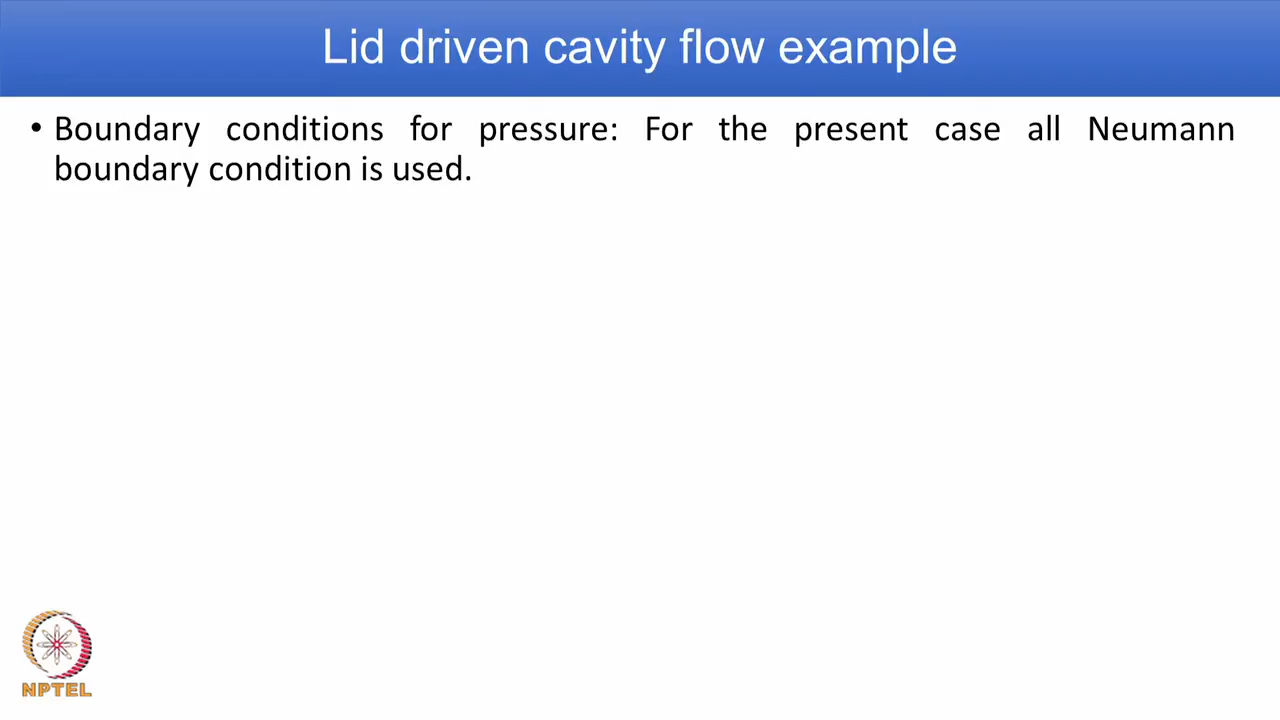 Lid driven cavity flow example
• Boundary conditions for pressure: For the present case all Neumann
boundary condition is used.
NPTEL